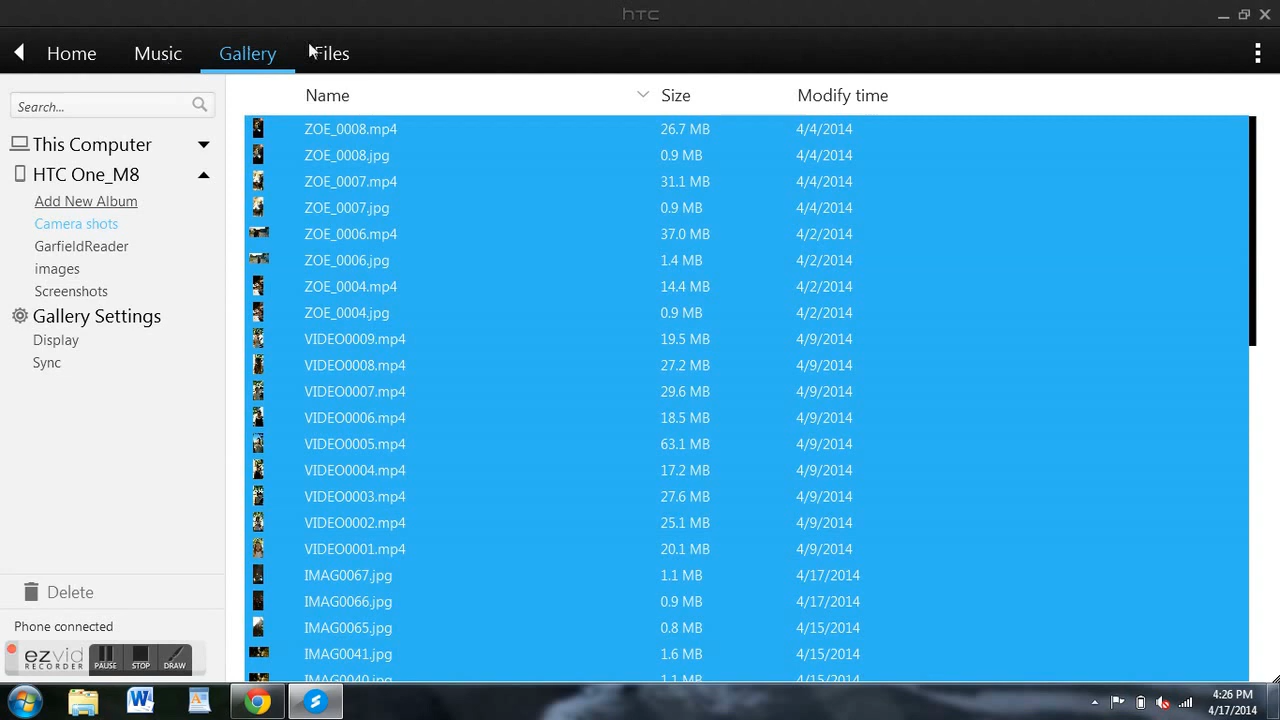 hTC
Home Music Gallery Files
Search...
This Computer
HTC One_M8
Add New Album
Camera shots
GarfieldReader
images
Screenshots
Gallery Settings
Display
Sync
Delete
Phone connected
ezvid
RECORDER
PAUSE STOP DRAW
Name Size Modify time
ZOE_0008.mp4 26.7 MB 4/4/2014
ZOE_0008.jpg 0.9 MB 4/4/2014
ZOE_0007.mp4 31.1 MB 4/4/2014
ZOE_0007.jpg 0.9 MB 4/4/2014
ZOE_0006.mp4 37.0 MB 4/2/2014
ZOE_0006.jpg 1.4 MB 4/2/2014
ZOE_0004.mp4 14.4 MB 4/2/2014
ZOE_0004.jpg 0.9 MB 4/2/2014
VIDEO0009.mp4 19.5 MB 4/9/2014
VIDEO0008.mp4 27.2 MB 4/9/2014
VIDEO0007.mp4 29.6 MB 4/9/2014
VIDEO0006.mp4 18.5 MB 4/9/2014
VIDEO0005.mp4 63.1 MB 4/9/2014
VIDEO0004.mp4 17.2 MB 4/9/2014
VIDEO0003.mp4 27.6 MB 4/9/2014
VIDEO0002.mp4 25.1 MB 4/9/2014
VIDEO0001.mp4 20.1 MB 4/9/2014
IMAG0067.jpg 1.1 MB 4/17/2014
IMAG0066.jpg 0.9 MB 4/17/2014
IMAG0065.jpg 0.8 MB 4/15/2014
IMAG0041.jpg 1.6 MB 4/15/2014
IMAG0040.jpg 1.1 MB 4/15/2014
4:26 PM
4/17/2014